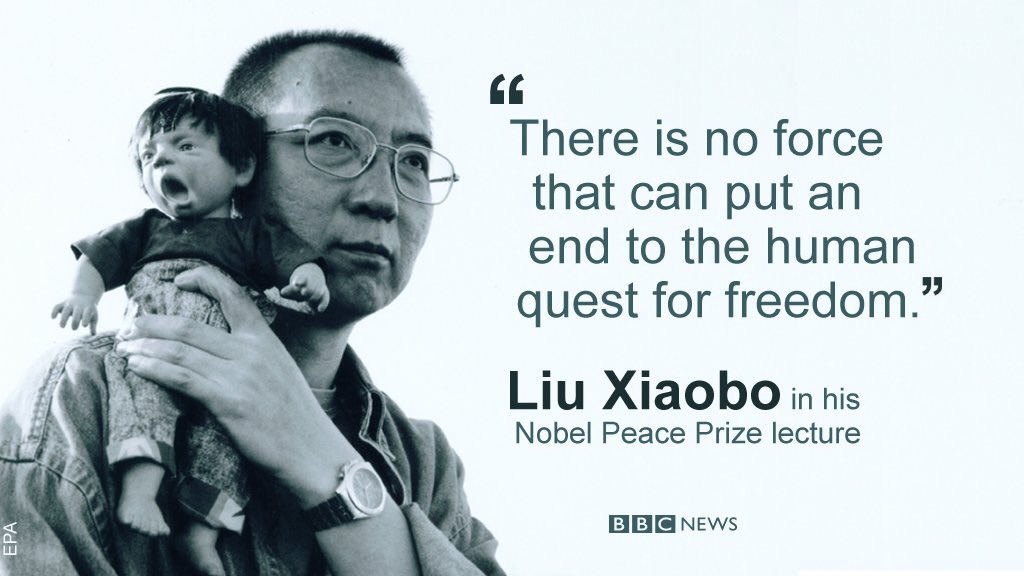 “
There is no force
that can put an
end to the human
quest for freedom.”
Liu Xiaobo in his
Nobel Peace Prize lecture
BBC NEWS
EPA